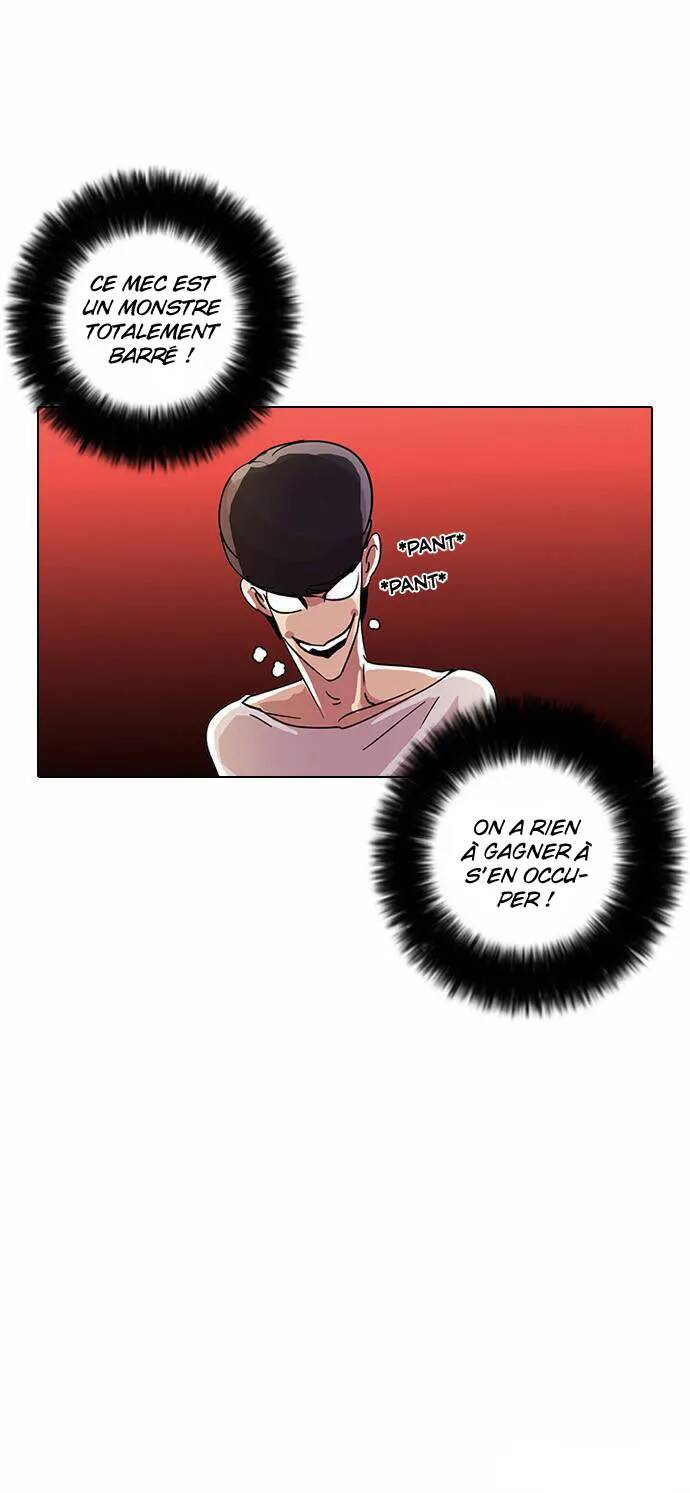 CE MEC EST
UN MONSTRE
TOTALEMENT
BARRÉ !
*PANT*
*PANT*
ON A RIEN
À GAGNER À
S'EN OCCU-
PER !